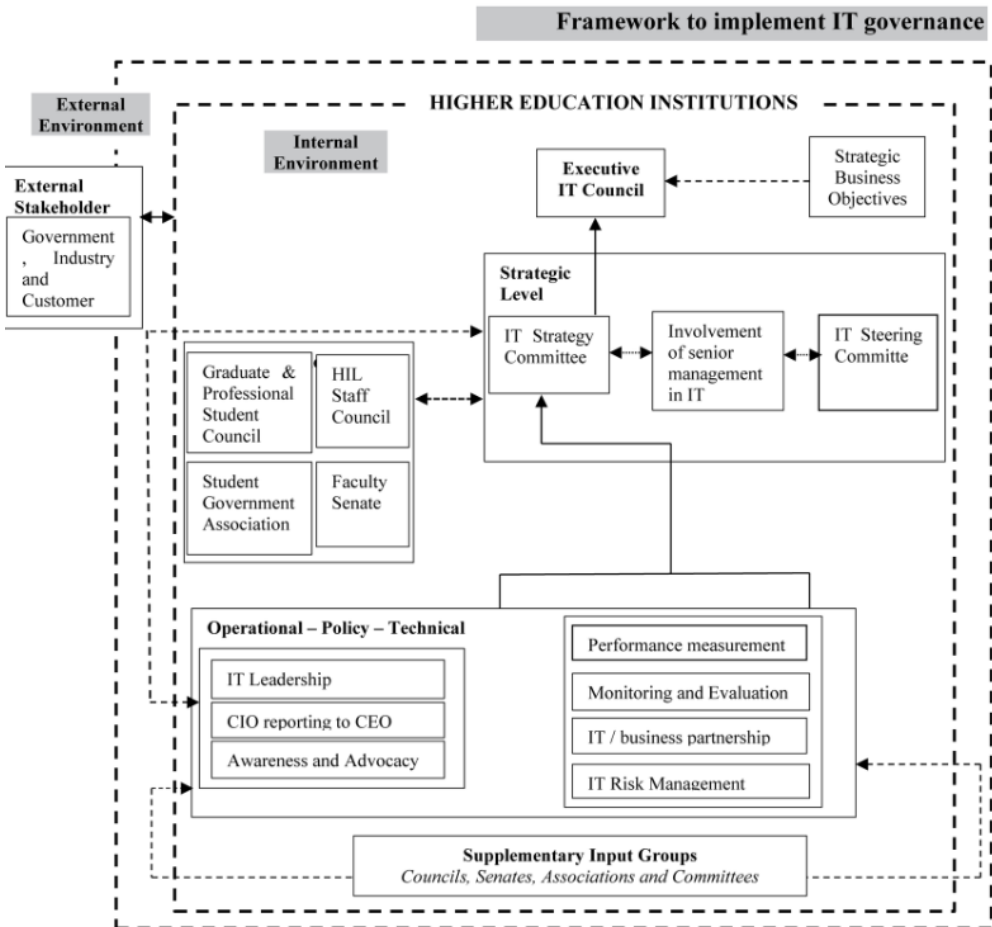 Framework to implement IT governance
External
Environment
HIGHER EDUCATION INSTITUTIONS
Internal
Environment
External
Stakeholder
Government
, Industry
and
Customer
Executive
IT Council
Strategic
Business
Objectives
Strategic
Level
IT Strategy
Committee
Involvement
of senior
management
in IT
IT Steering
Committe
Graduate &
Professional
Student
Council
HIL
Staff
Council
Student
Government
Association
Faculty
Senate
Operational – Policy – Technical
IT Leadership
CIO reporting to CEO
Awareness and Advocacy
Performance measurement
Monitoring and Evaluation
IT / business partnership
IT Risk Management
Supplementary Input Groups
Councils, Senates, Associations and Committees